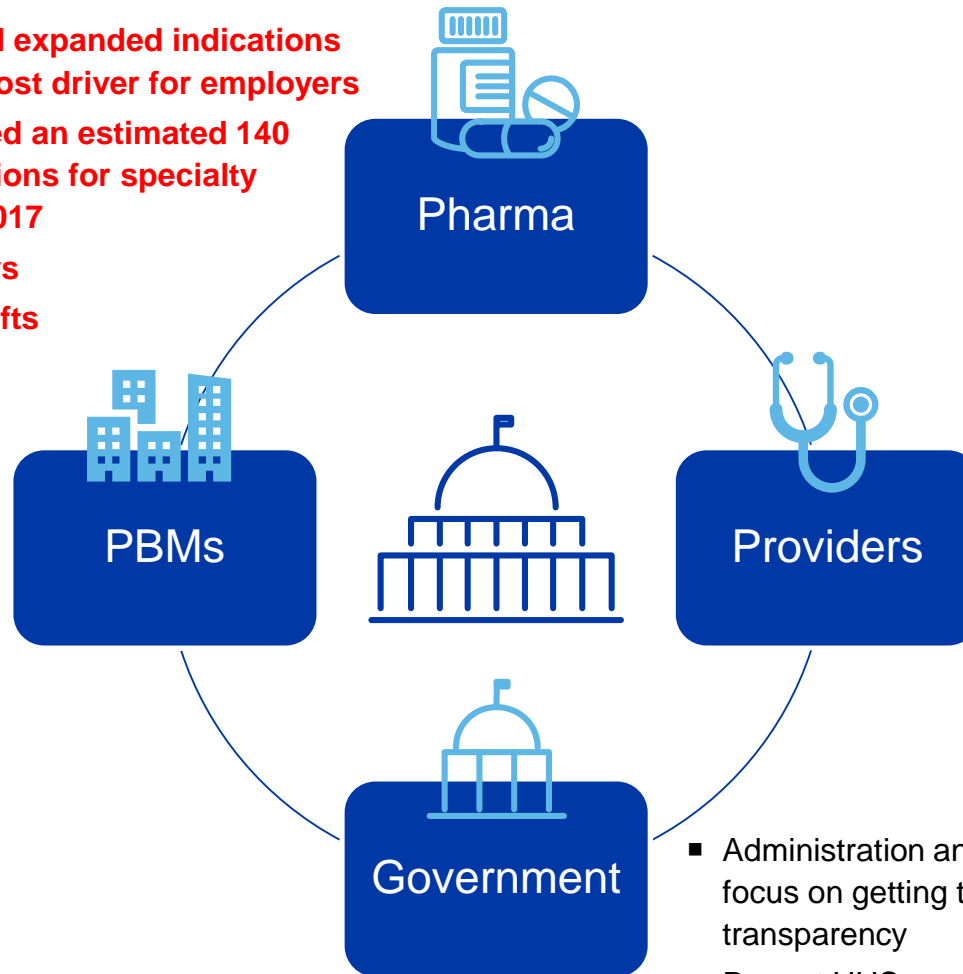 expanded indications
ost driver for employers
ed an estimated 140
ions for specialty
017
s
fts
Pharma
PBMs
Providers
Government
■ Administration an
focus on getting t
transparency